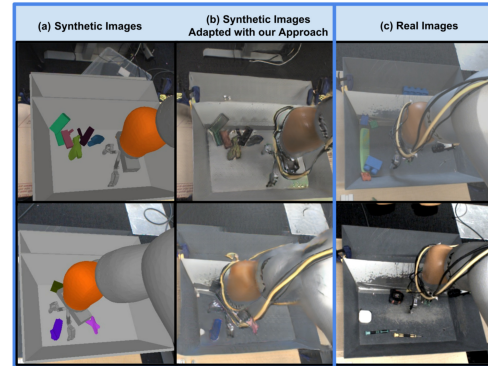 (a) Synthetic Images
(b) Synthetic Images
Adapted with our Approach
(c) Real Images